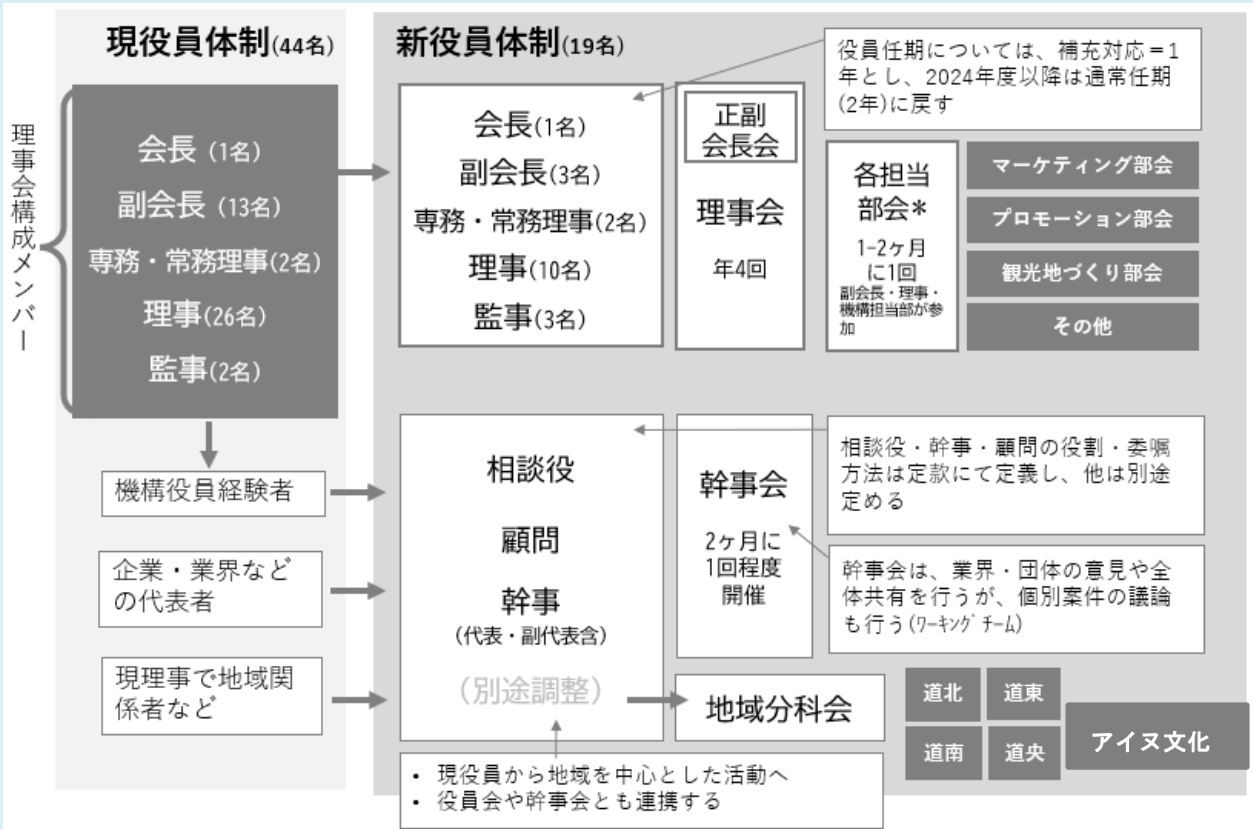 現役員体制(44名)
理事会構成メンバー
会長 (1名)
副会長 (13名)
専務・常務理事(2名)
理事(26名)
監事(2名)
機構役員経験者
企業・業界など
の代表者
現理事で地域関
係者など
新役員体制(19名)
会長(1名)
副会長(3名)
専務・常務理事(2名)
理事(10名)
監事(3名)
正副
会長会
理事会
年4回
役員任期については、補充対応＝1
年とし、2024年度以降は通常任期
(2年)に戻す
各担当
部会*
1-2ヶ月
に1回
副会長・理事・
機構担当部が参
加
マーケティング部会
プロモーション部会
観光地づくり部会
その他
相談役
顧問
幹事
(代表・副代表含)
(別途調整)
幹事会
2ヶ月に
1回程度
開催
相談役・幹事・顧問の役割・委嘱
方法は定款にて定義し、他は別途
定める
幹事会は、業界・団体の意見や全
体共有を行うが、個別案件の議論
も行う(ﾜｰｷﾝｸﾞﾁｰﾑ)
地域分科会
道北
道東
道南
道央
アイヌ文化
• 現役員から地域を中心とした活動へ
• 役員会や幹事会とも連携する